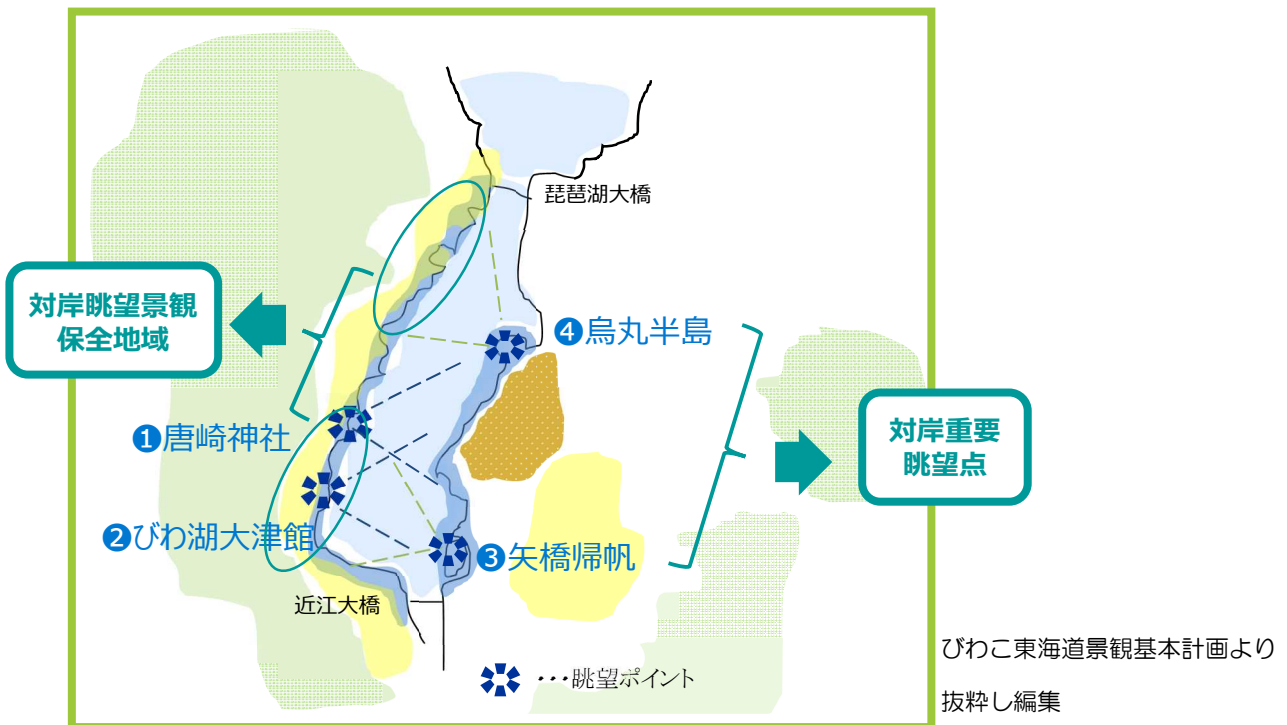 琵琶湖大橋
対岸眺望景観
保全地域
❹烏丸半島
❶唐崎神社
対岸重要
眺望点
❷びわ湖大津館
❸矢橋帰帆
近江大橋
びわこ東海道景観基本計画より
･･･眺望ポイント
抜粋し編集